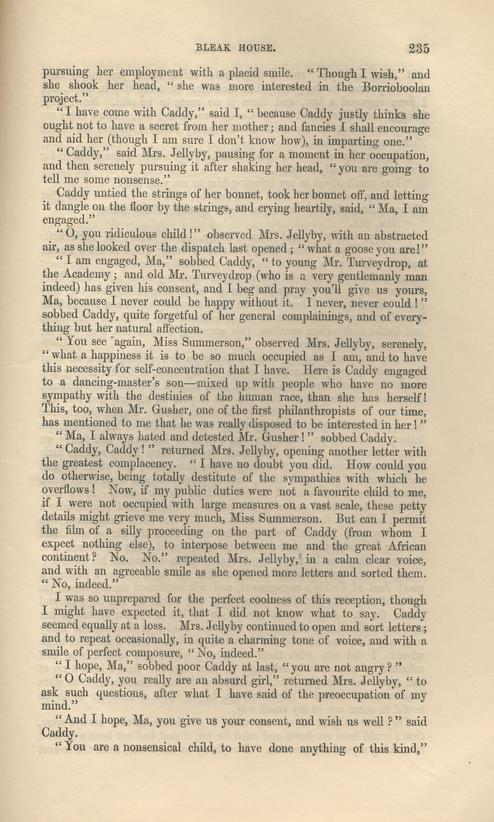 BLEAK HOUSE. 235
pursuing her employment with a placid smile. “Though I wish,” and
she shook her head, “she was more interested in the Borrioboolan
project.”
“I have come with Caddy,” said I, “because Caddy justly thinks she
ought not to have a secret from her mother; and fancies I shall encourage
and aid her (though I am sure I don’t know how), in imparting one.”
“Caddy,” said Mrs. Jellyby, pausing for a moment in her occupation,
and then serenely pursuing it after shaking her head, “you are going to
tell me some nonsense.”
Caddy untied the strings of her bonnet, took her bonnet off, and letting
it dangle on the floor by the strings, and crying heartily, said, “Ma, I am
engaged.”
“O, you ridiculous child!” observed Mrs. Jellyby, with an abstracted
air, as she looked over the dispatch last opened; “what a goose you are!”
“I am engaged, Ma,” sobbed Caddy, “to young Mr. Turveydrop, at
the Academy; and old Mr. Turveydrop (who is a very gentlemanly man
indeed) has given his consent, and I beg and pray you’ll give us yours,
Ma, because I never could be happy without it. I never, never could!”
sobbed Caddy, quite forgetful of her general complainings, and of every-
thing but her natural affection.
“You see again, Miss Summerson,” observed Mrs. Jellyby, serenely,
“what a happiness it is to be so much occupied as I am, and to have
this necessity for self-concentration that I have. Here is Caddy engaged
to a dancing-master’s son—mixed up with people who have no more
sympathy with the destinies of the human race, than she has herself!
This, too, when Mr. Gusher, one of the first philanthropists of our time,
has mentioned to me that he was really disposed to be interested in her!”
“Ma, I always hated and detested Mr. Gusher!” sobbed Caddy.
“Caddy, Caddy!” returned Mrs. Jellyby, opening another letter with
the greatest complacency. “I have no doubt you did. How could you
do otherwise, being totally destitute of the sympathies with which he
overflows! Now, if my public duties were not a favourite child to me,
if I were not occupied with large measures on a vast scale, these petty
details might grieve me very much, Miss Summerson. But can I permit
the film of a silly proceeding on the part of Caddy (from whom I
expect nothing else), to interpose between me and the great African
continent? No. No.” repeated Mrs. Jellyby, in a calm clear voice,
and with an agreeable smile as she opened more letters and sorted them.
“No, indeed.”
I was so unprepared for the perfect coolness of this reception, though
I might have expected it, that I did not know what to say. Caddy
seemed equally at a loss. Mrs. Jellyby continued to open and sort letters;
and to repeat occasionally, in quite a charming tone of voice, and with a
smile of perfect composure, “No, indeed.”
“I hope, Ma,” sobbed poor Caddy at last, “you are not angry?”
“O Caddy, you really are an absurd girl,” returned Mrs. Jellyby, “to
ask such questions, after what I have said of the preoccupation of my
mind.”
“And I hope, Ma, you give us your consent, and wish us well?” said
Caddy.
“You are a nonsensical child, to have done anything of this kind,”